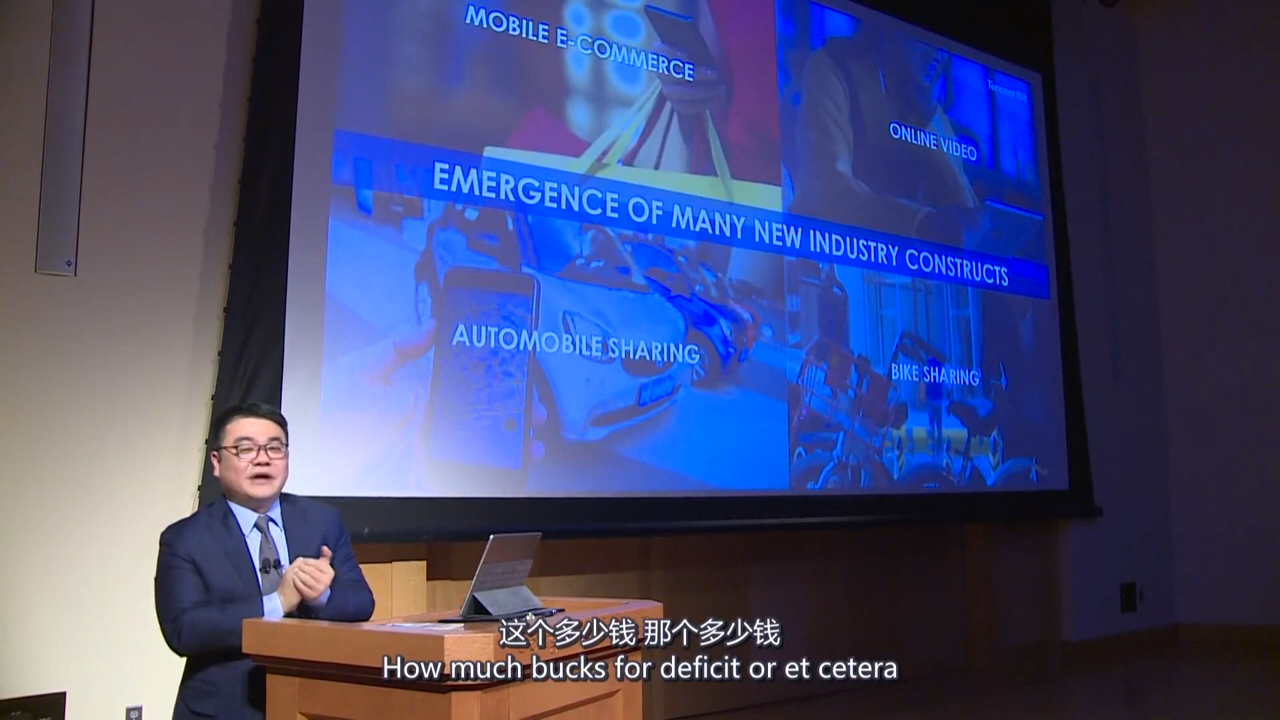 MOBILE E-COMMERCE
ONLINE VIDEO
EMERGENCE OF MANY NEW INDUSTRY CONSTRUCTS
AUTOMOBILE SHARING
BIKE SHARING
这个多少钱 那个多少钱
How much bucks for deficit or et cetera